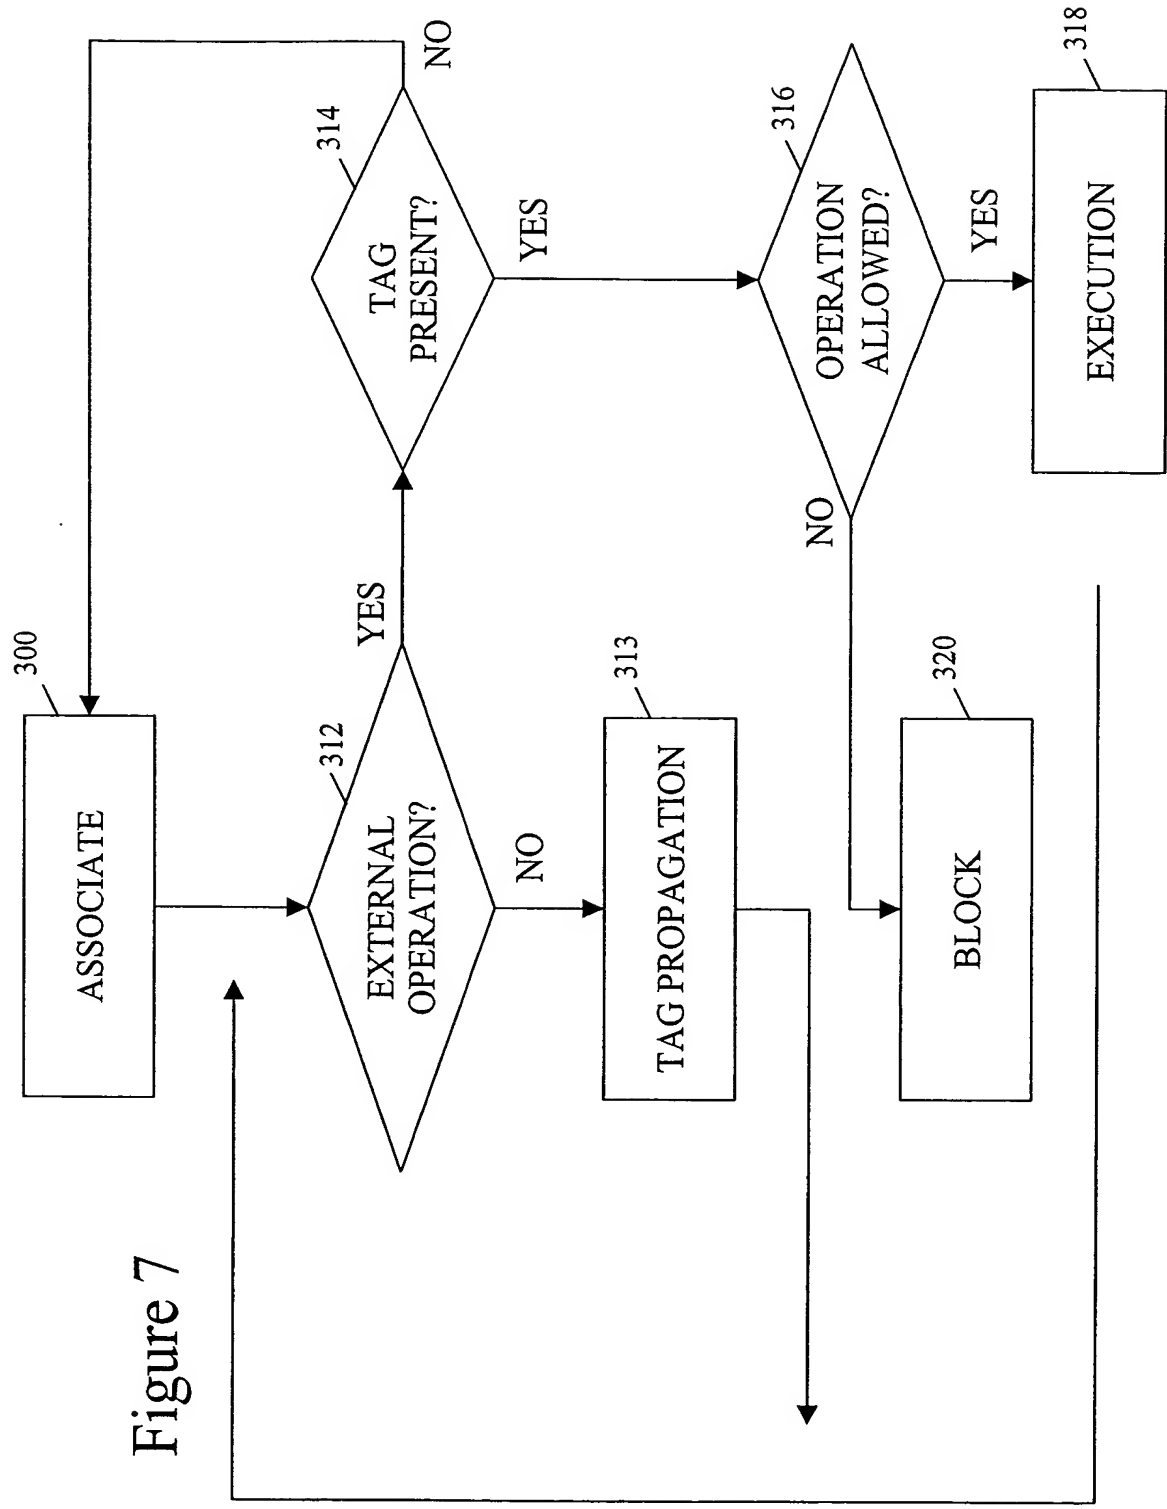 Figure 7
300
ASSOCIATE
312
EXTERNAL
OPERATION?
YES
NO
313
TAG PROPAGATION
314
TAG
PRESENT?
NO
YES
316
OPERATION
ALLOWED?
NO
YES
320
BLOCK
318
EXECUTION